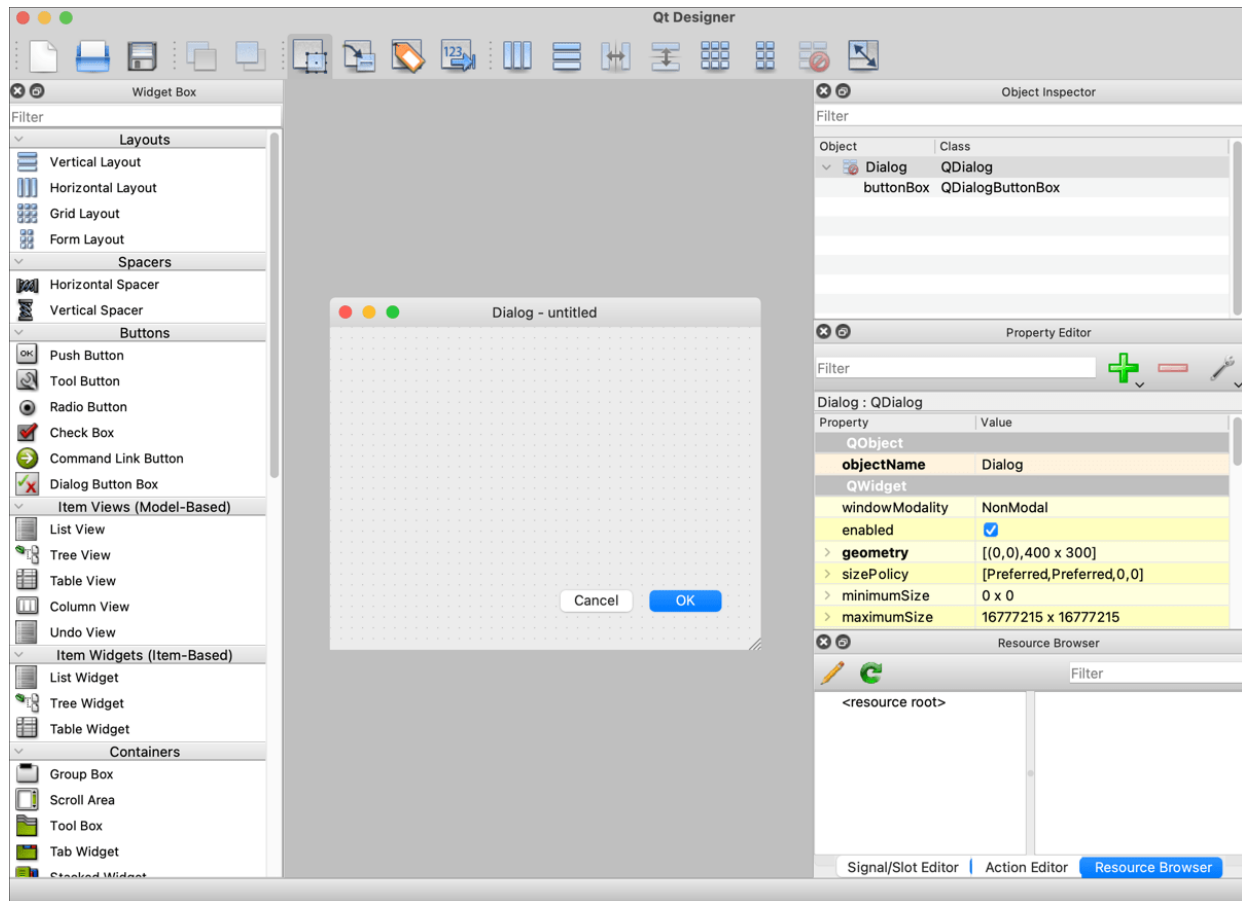 Qt Designer
123
Widget Box
Filter
Layouts
Vertical Layout
Horizontal Layout
Grid Layout
Form Layout
Spacers
Horizontal Spacer
Vertical Spacer
Buttons
OK Push Button
Tool Button
Radio Button
Check Box
Command Link Button
Dialog Button Box
Item Views (Model-Based)
List View
Tree View
Table View
Column View
Undo View
Item Widgets (Item-Based)
List Widget
Tree Widget
Table Widget
Containers
Group Box
Scroll Area
Tool Box
Tab Widget
Stacked Widget
Dialog - untitled
Cancel OK
Object Inspector
Filter
Object Class
Dialog QDialog
buttonBox QDialogButtonBox
Property Editor
Filter
Dialog : QDialog
Property Value
QObject
objectName Dialog
QWidget
windowModality NonModal
enabled
geometry [(0,0),400 x 300]
sizePolicy [Preferred,Preferred,0,0]
minimumSize 0 x 0
maximumSize 16777215 x 16777215
Resource Browser
Filter
<resource root>
Signal/Slot Editor Action Editor Resource Browser